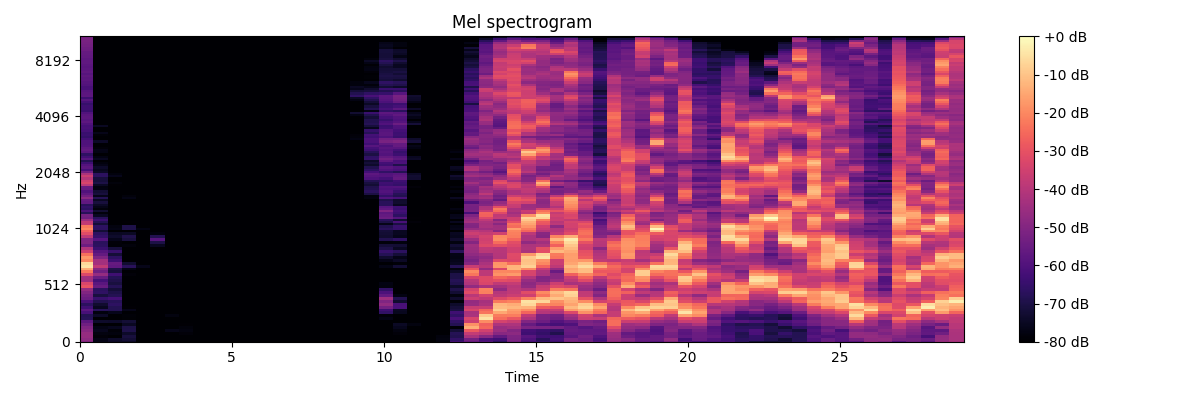 Mel spectrogram
Hz
8192
4096
2048
1024
512
0
0 5 10 15 20 25
Time
+0 dB
-10 dB
-20 dB
-30 dB
-40 dB
-50 dB
-60 dB
-70 dB
-80 dB